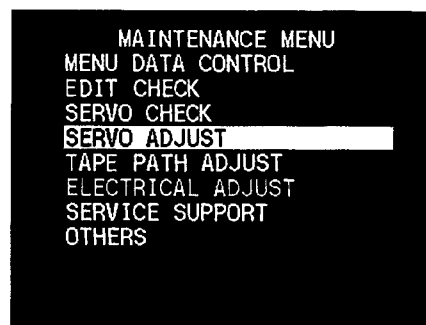 MAINTENANCE MENU
MENU DATA CONTROL
EDIT CHECK
SERVO CHECK
SERVO ADJUST
TAPE PATH ADJUST
ELECTRICAL ADJUST
SERVICE SUPPORT
OTHERS